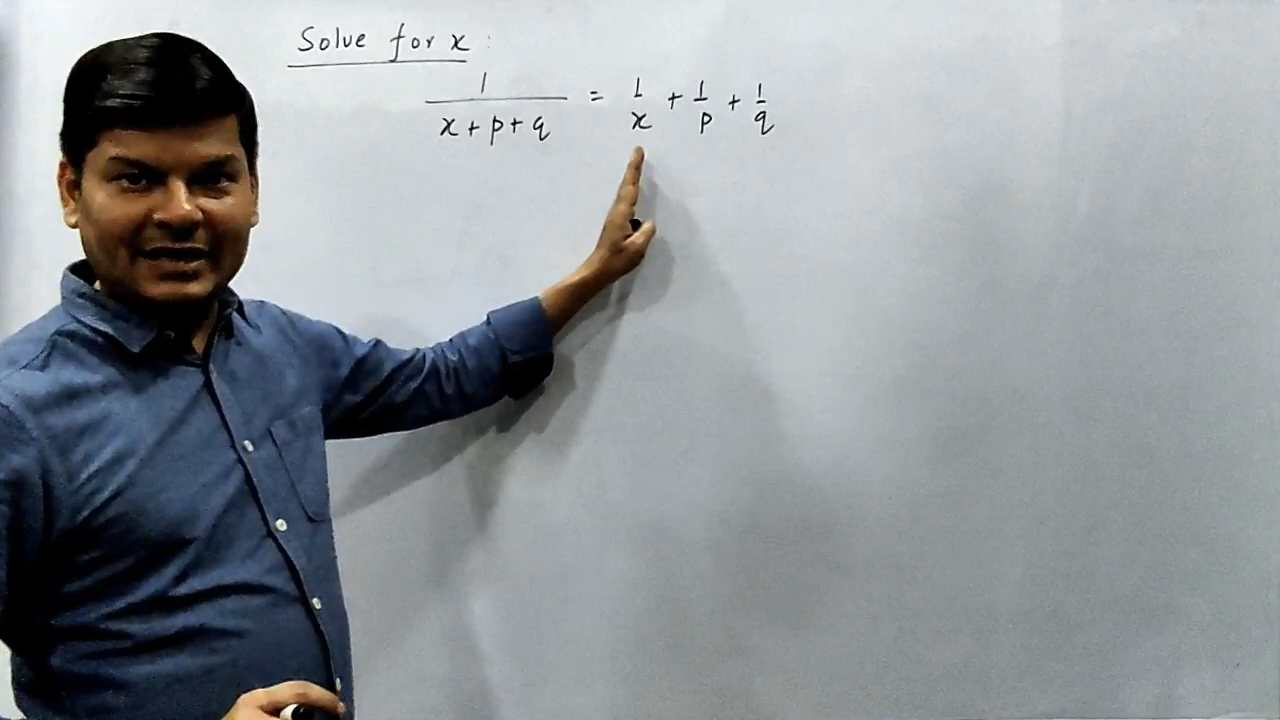 Solve for x :
1/(x+p+q) = 1/x + 1/p + 1/q